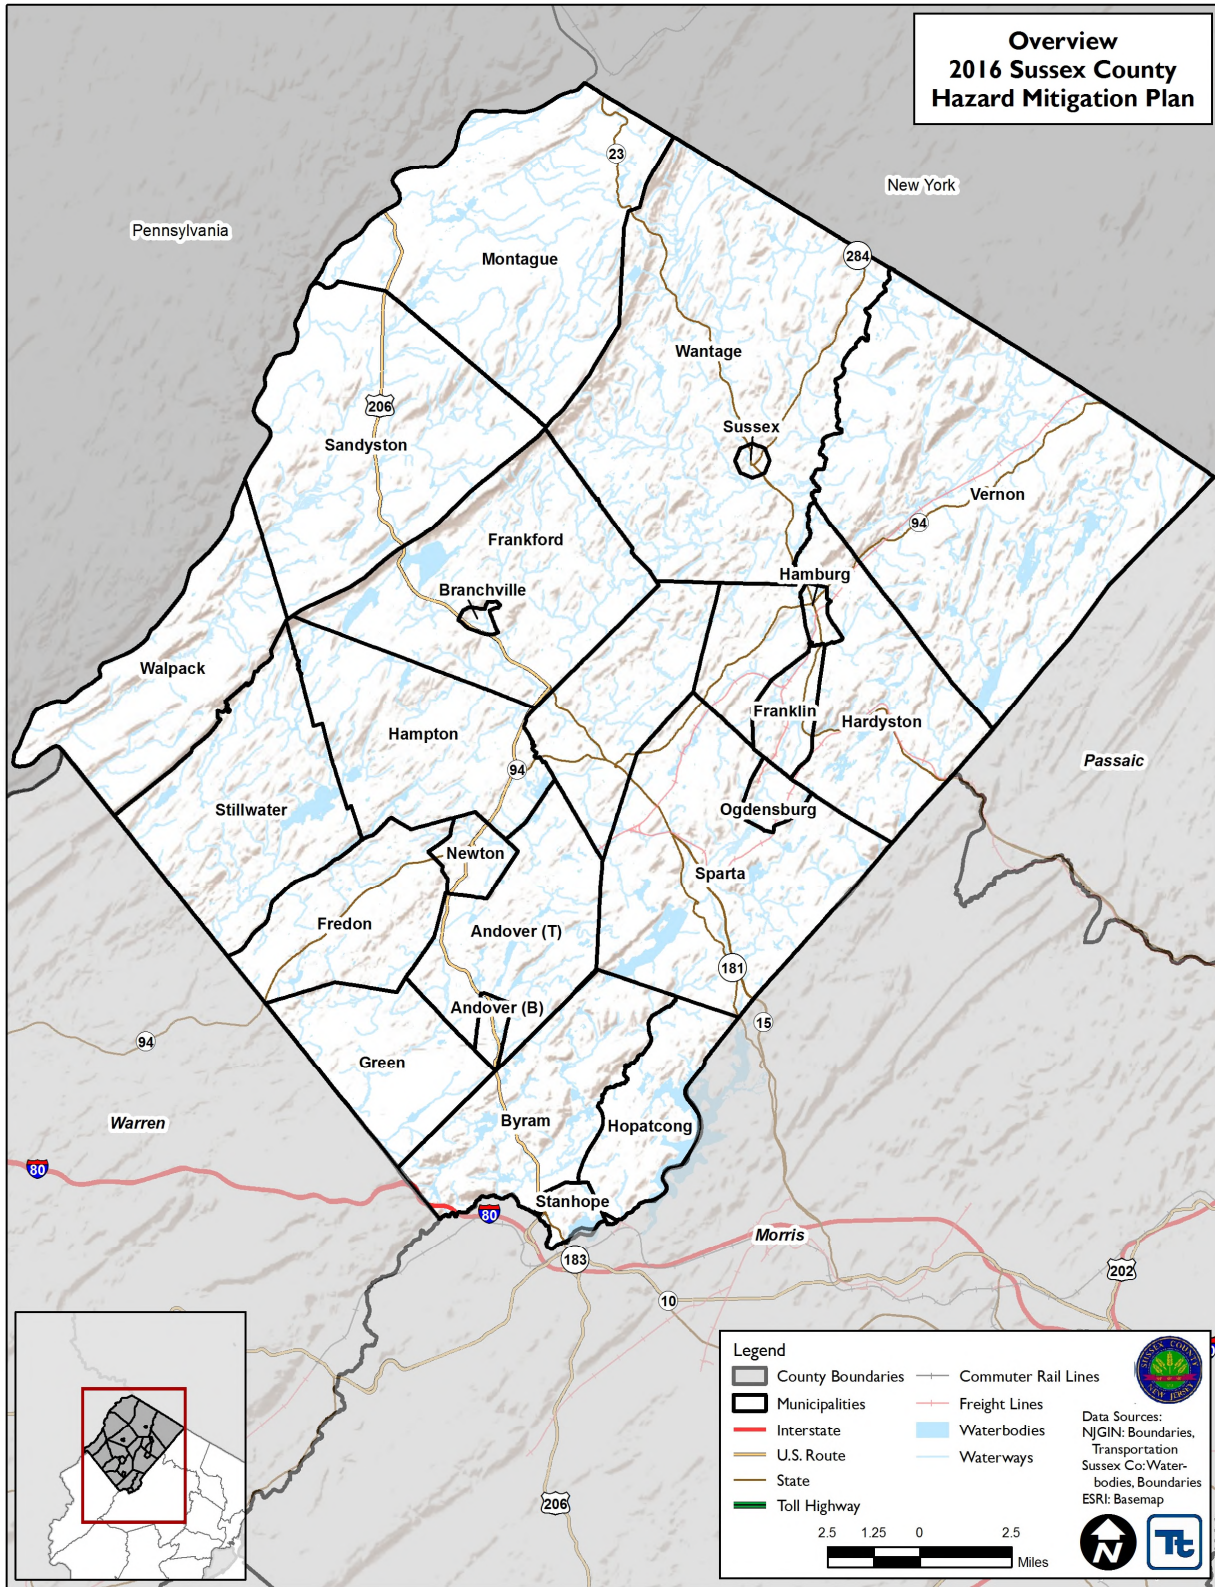 Overview
2016 Sussex County
Hazard Mitigation Plan
23
New York
Pennsylvania
284
Montague
Wantage
206
Sussex
Sandyston
Vernon
94
Frankford
Hamburg
Branchville
Walpack
Franklin
Hardyston
Hampton
Passaic
94
Stillwater
Ogdensburg
Newton
Sparta
Fredon
Andover (T)
181
Andover (B)
15
94
Green
Warren
Byram
Hopatcong
80
Stanhope
80
Morris
183
202
10
206
Legend
County Boundaries
Municipalities
Interstate
U.S. Route
State
Toll Highway
Commuter Rail Lines
Freight Lines
Waterbodies
Waterways
SUSSEX COUNTY
NEW JERSEY
Data Sources:
NJGIN: Boundaries,
Transportation
Sussex Co: Water-
bodies, Boundaries
ESRI: Basemap
2.5 1.25 0 2.5
Miles
N
Tt